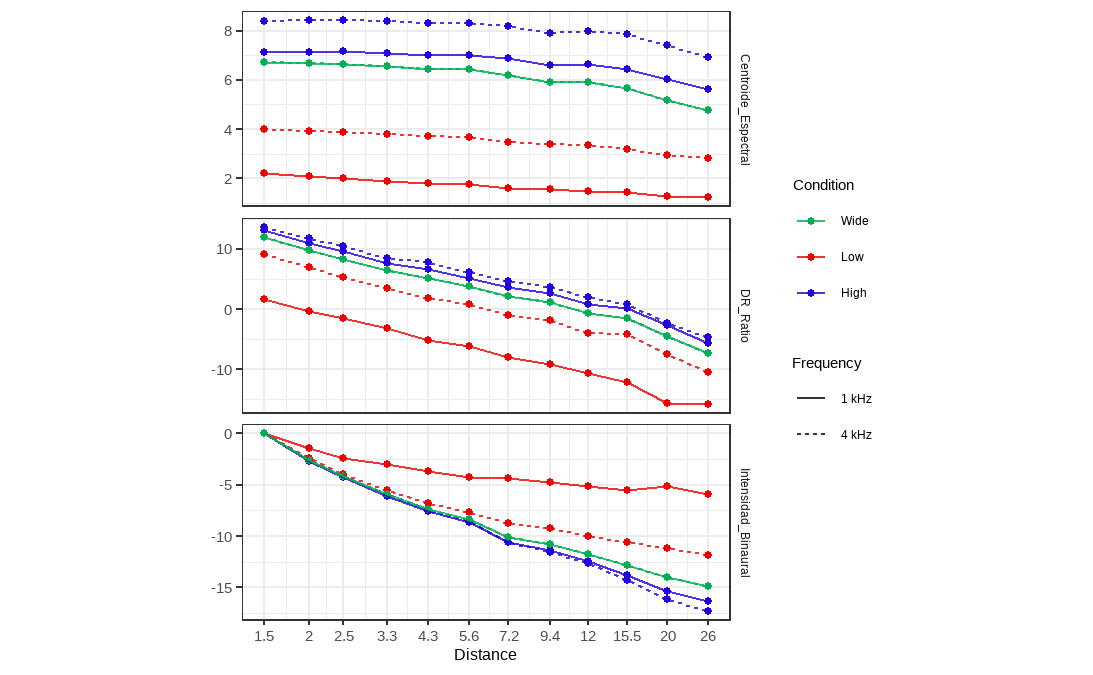 8
6
4
2
Centroide_Espectral
10
0
-10
DR_Ratio
0
-5
-10
-15
Intensidad_Binaural
1.5 2 2.5 3.3 4.3 5.6 7.2 9.4 12 15.5 20 26
Distance
Condition
Wide
Low
High
Frequency
1 kHz
4 kHz